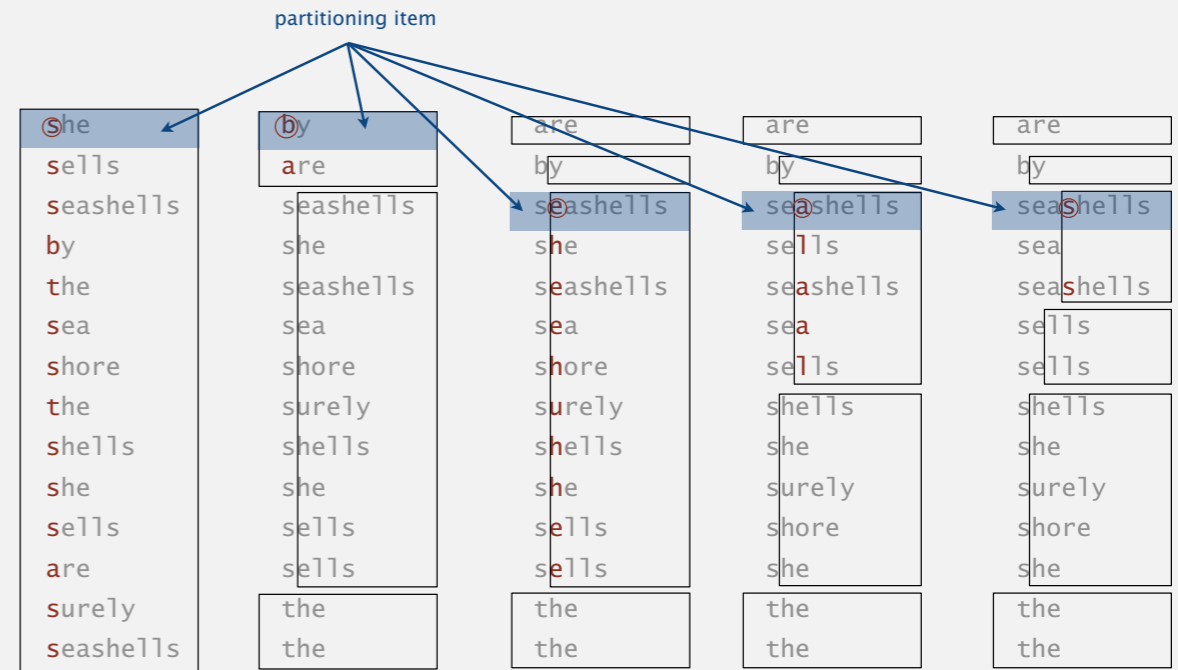 partitioning item
she by are are are
sells are by by by
seashells seashells seashells seashells seashells
by she she sells sea
the seashells seashells seashells seashells
sea sea sea sea sells
shore shore shore sells sells
the surely surely shells shells
shells shells shells she she
she she she surely surely
sells sells sells shore shore
are sells sells she she
surely the the the the
seashells the the the the